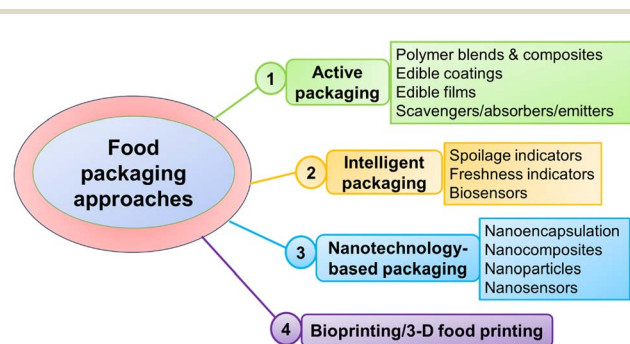 Food
packaging
approaches
1
Active
packaging
Polymer blends & composites
Edible coatings
Edible films
Scavengers/absorbers/emitters
2
Intelligent
packaging
Spoilage indicators
Freshness indicators
Biosensors
3
Nanotechnology-
based packaging
Nanoencapsulation
Nanocomposites
Nanoparticles
Nanosensors
4
Bioprinting/3-D food printing